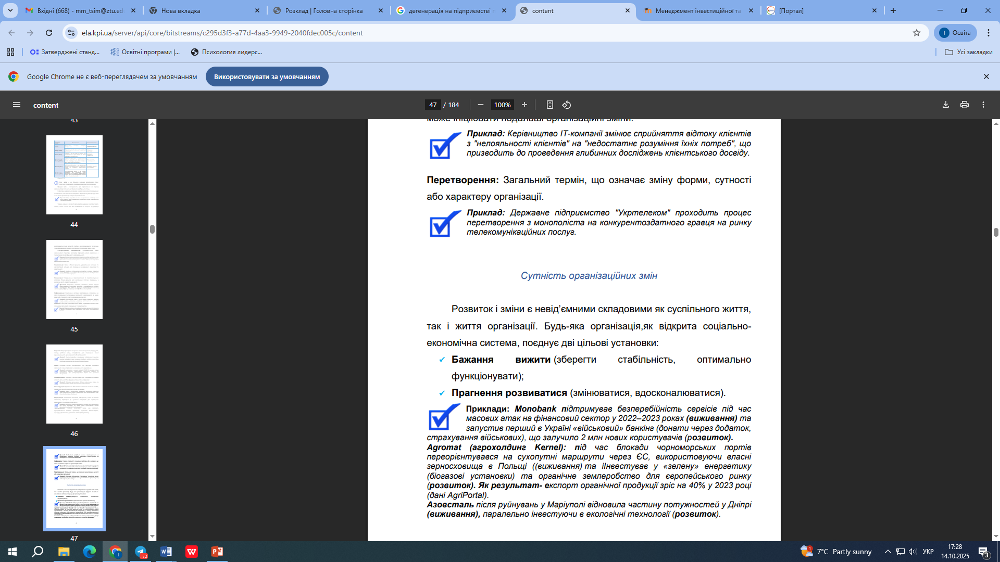 Вхідні (668) - mm_tsim@ztu.ed
Нова вкладка
Розклад | Головна сторінка
дегенерація на підприємстві п
content
Менеджмент інвестиційної та
[Портал]
ela.kpi.ua/server/api/core/bitstreams/c295d3f3-a77d-4aa3-9949-2040fdec005c/content
І Освіта
Затверджені станд...
Освітні програми |...
Психология лидерс...
Усі закладки
Google Chrome не є веб-переглядачем за умовчанням
Використовувати за умовчанням
content
47 / 184
100%
43
44
45
46
47
може ініціювати подальші організаційні зміни.
Приклад: Керівництво ІТ-компанії змінює сприйняття відтоку клієнтів
з "нелояльності клієнтів" на "недостатнє розуміння їхніх потреб", що
призводить до проведення глибинних досліджень клієнтського досвіду.
Перетворення: Загальний термін, що означає зміну форми, сутності
або характеру організації.
Приклад: Державне підприємство "Укртелеком" проходить процес
перетворення з монополіста на конкурентоздатного гравця на ринку
телекомунікаційних послуг.
Сутність організаційних змін
Розвиток і зміни є невід’ємними складовими як суспільного життя,
так і життя організації. Будь-яка організація,як відкрита соціально-
економічна система, поєднує дві цільові установки:
✓ Бажання вижити (зберегти стабільність, оптимально
функціонувати);
✓ Прагнення розвиватися (змінюватися, вдосконалюватися).
Приклади: Monobank підтримував безперебійність сервісів під час
масових атак на фінансовий сектор у 2022–2023 роках (виживання) та
запустив перший в Україні «військовий» банкінг (донати через додаток,
страхування військових), що залучило 2 млн нових користувачів (розвиток).
Agromat (агрохолдинг Kernel): під час блокади чорноморських портів
переорієнтувався на сухопутні маршрути через ЄС, використовуючи власні
зерносховища в Польщі ((виживання) та іІнвестував у «зелену» енергетику
(біогазові установки) та органічне землеробство для європейського ринку
(розвиток). Як результат- експорт органічної продукції зріс на 40% у 2023 році
(дані AgriPortal).
Азовсталь після руйнувань у Маріуполі відновила частину потужностей у Дніпрі
(виживання), паралельно інвестуючи в екологічні технології (розвиток).
..52
1
7°C Partly sunny
УКР
17:28
14.10.2025
3